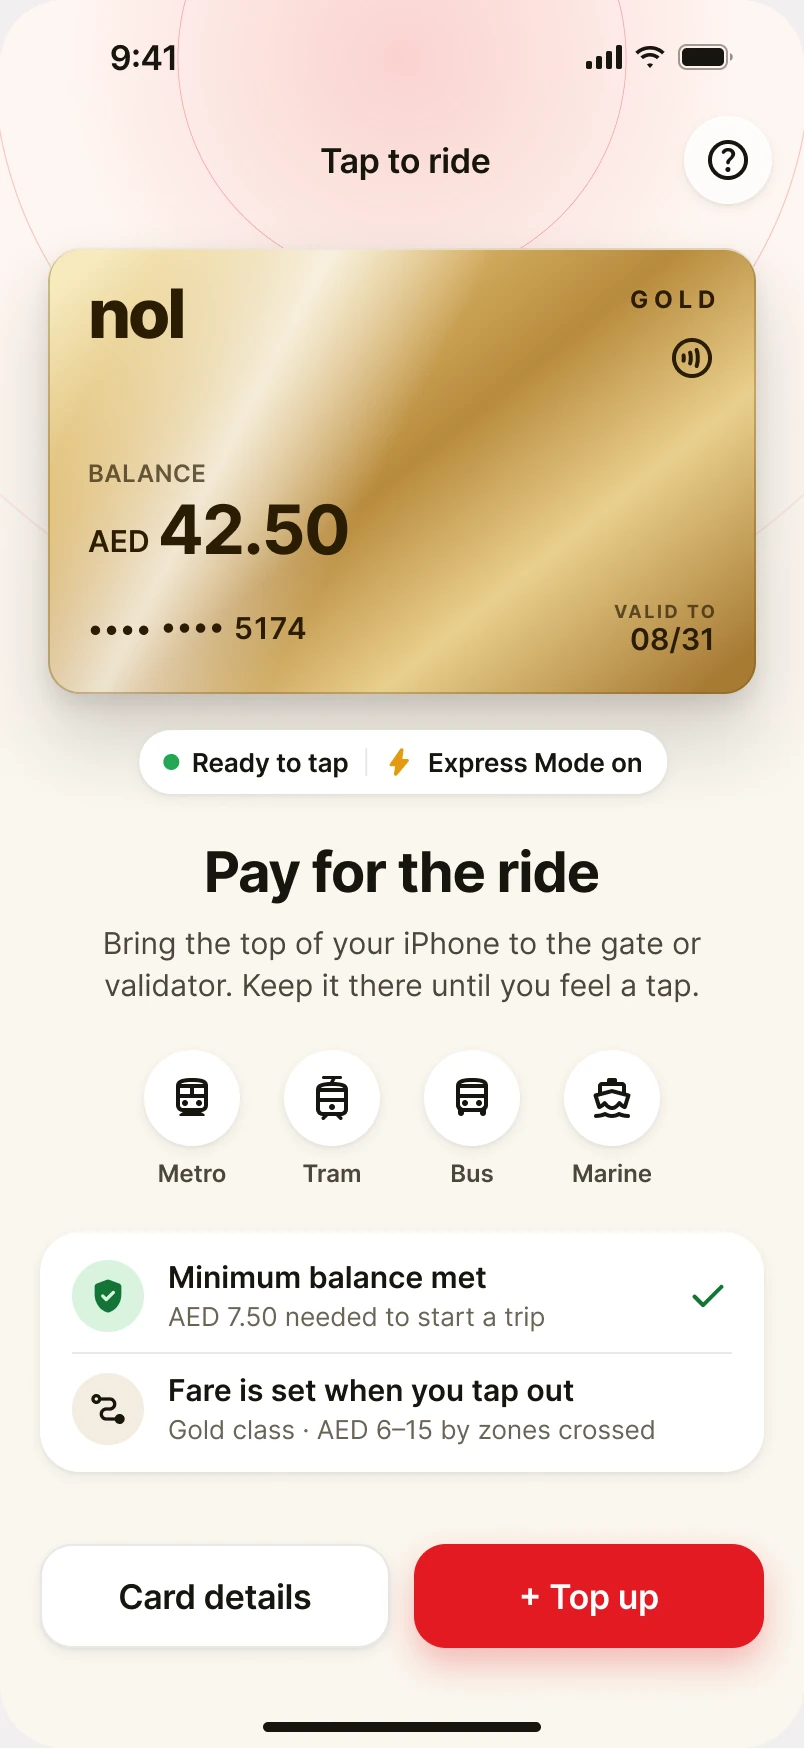 9:41
Tap to ride
nol
GOLD
BALANCE
AED 42.50
•••• •••• 5174
VALID TO
08/31
Ready to tap
Express Mode on
Pay for the ride
Bring the top of your iPhone to the gate or
validator. Keep it there until you feel a tap.
Metro
Tram
Bus
Marine
Minimum balance met
AED 7.50 needed to start a trip
Fare is set when you tap out
Gold class · AED 6–15 by zones crossed
Card details
+ Top up